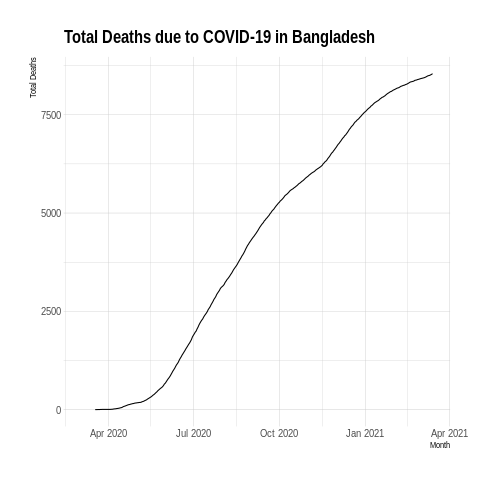 Total Deaths due to COVID-19 in Bangladesh
Total Deaths
7500
5000
2500
0
Apr 2020 Jul 2020 Oct 2020 Jan 2021 Apr 2021
Month